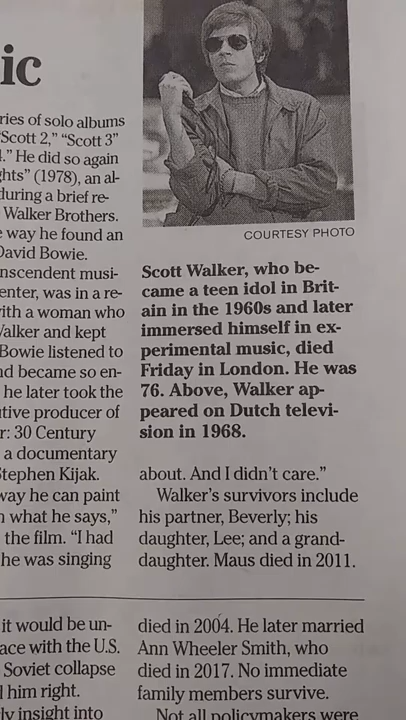 ic
ries of solo albums
"Scott 2," "Scott 3"
." He did so again
ghts" (1978), an al-
during a brief re-
Walker Brothers.
e way he found an
David Bowie.
nscendent musi-
enter, was in a re-
with a woman who
Walker and kept
Bowie listened to
nd became so en-
he later took the
utive producer of
r: 30 Century
a documentary
Stephen Kijak.
way he can paint
n what he says,"
the film. "I had
he was singing
COURTESY PHOTO
Scott Walker, who be-
came a teen idol in Brit-
ain in the 1960s and later
immersed himself in ex-
perimental music, died
Friday in London. He was
76. Above, Walker ap-
peared on Dutch televi-
sion in 1968.
about. And I didn't care."
Walker's survivors include
his partner, Beverly; his
daughter, Lee; and a grand-
daughter. Maus died in 2011.
it would be un-
ace with the U.S.
Soviet collapse
l him right.
rly insight into
died in 2004. He later married
Ann Wheeler Smith, who
died in 2017. No immediate
family members survive.
Not all policymakers were